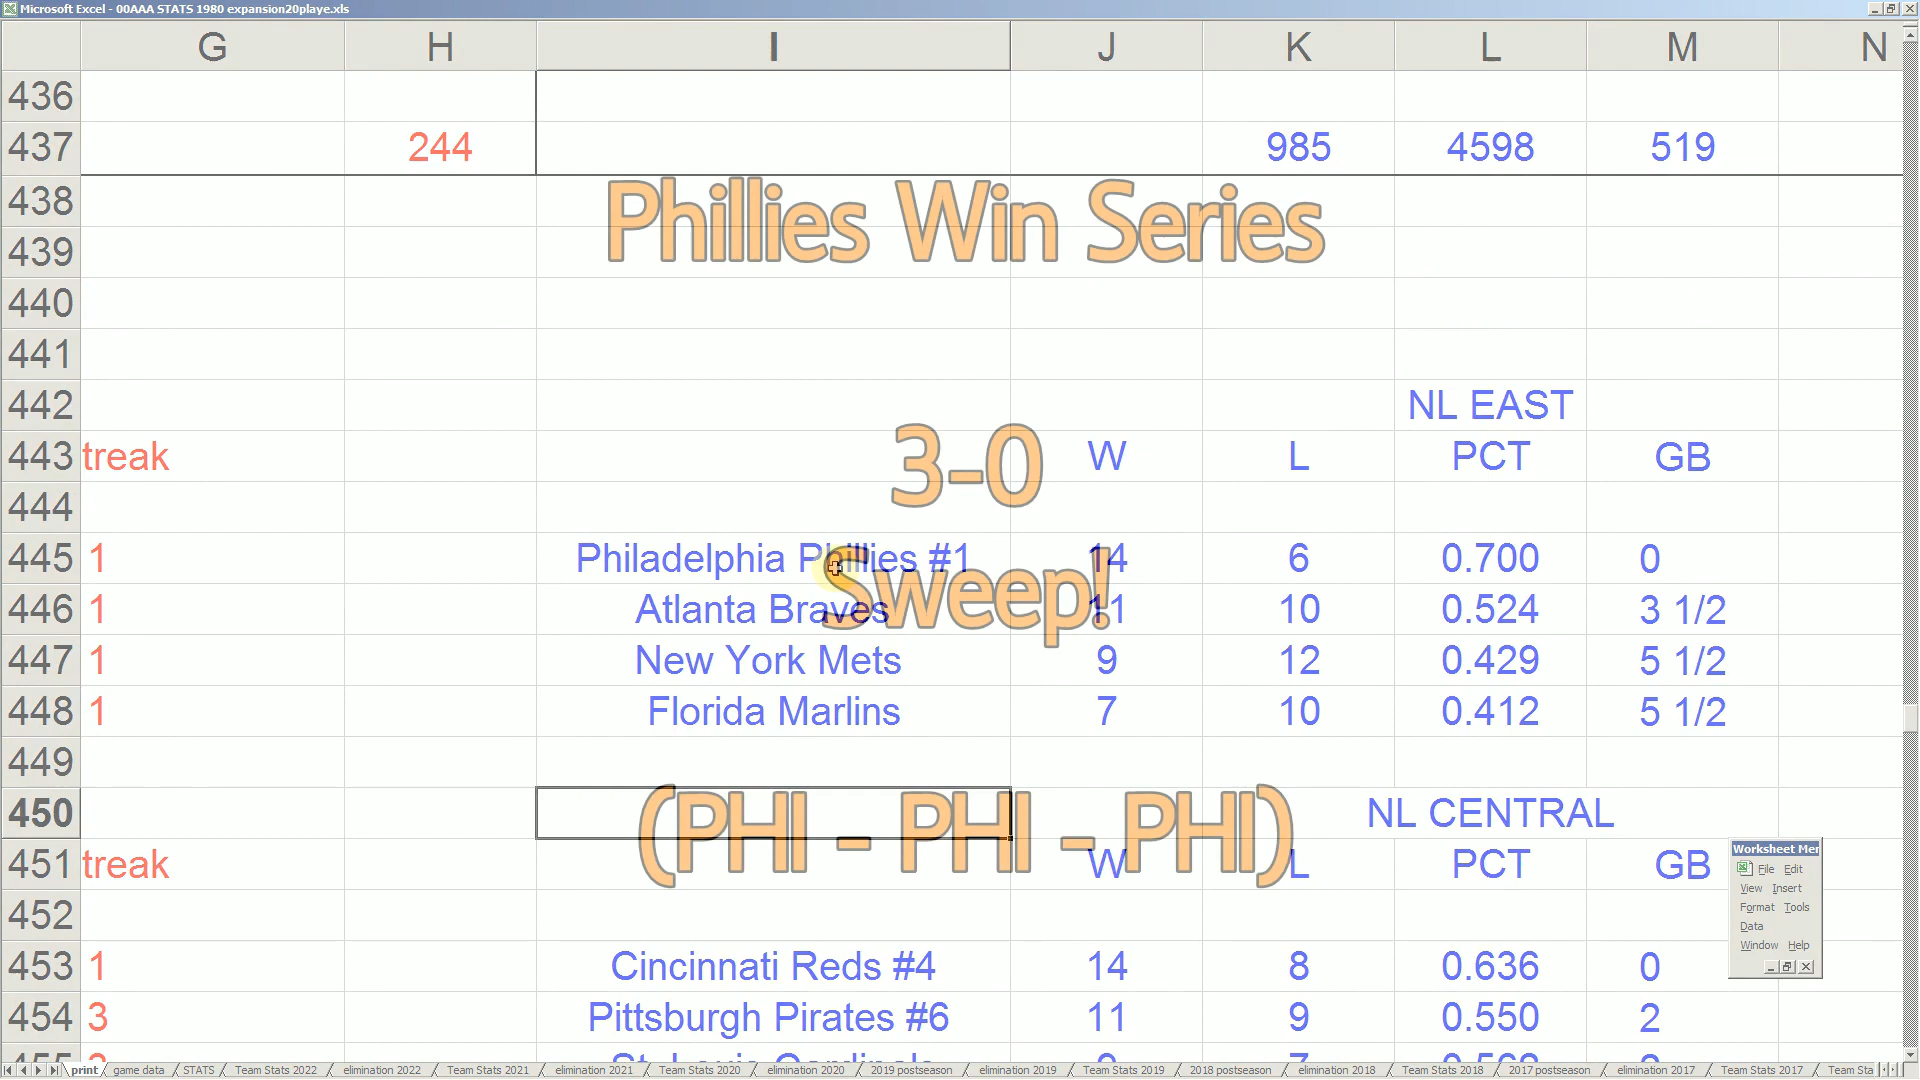 Microsoft Excel - 00AAA STATS 1980 expansion20playe.xls
G H I J K L M N
436
437 244 985 4598 519
438
Phillies Win Series
439
440
441
442 NL EAST
443 treak W L PCT GB
3-0
444
445 1 Philadelphia Phillies #1 14 6 0.700 0
Sweep!
446 1 Atlanta Braves 11 10 0.524 3 1/2
447 1 New York Mets 9 12 0.429 5 1/2
448 1 Florida Marlins 7 10 0.412 5 1/2
449
450 NL CENTRAL
(PHI - PHI - PHI)
451 treak W L PCT GB
Worksheet Mer
File Edit
View Insert
Format Tools
Data
Window Help
452
453 1 Cincinnati Reds #4 14 8 0.636 0
454 3 Pittsburgh Pirates #6 11 9 0.550 2
print game data STATS Team Stats 2022 elimination 2022 Team Stats 2021 elimination 2021 Team Stats 2020 elimination 2020 2019 postseason elimination 2019 Team Stats 2019 2018 postseason elimination 2018 Team Stats 2018 2017 postseason elimination 2017 Team Stats 2017 Team Sta